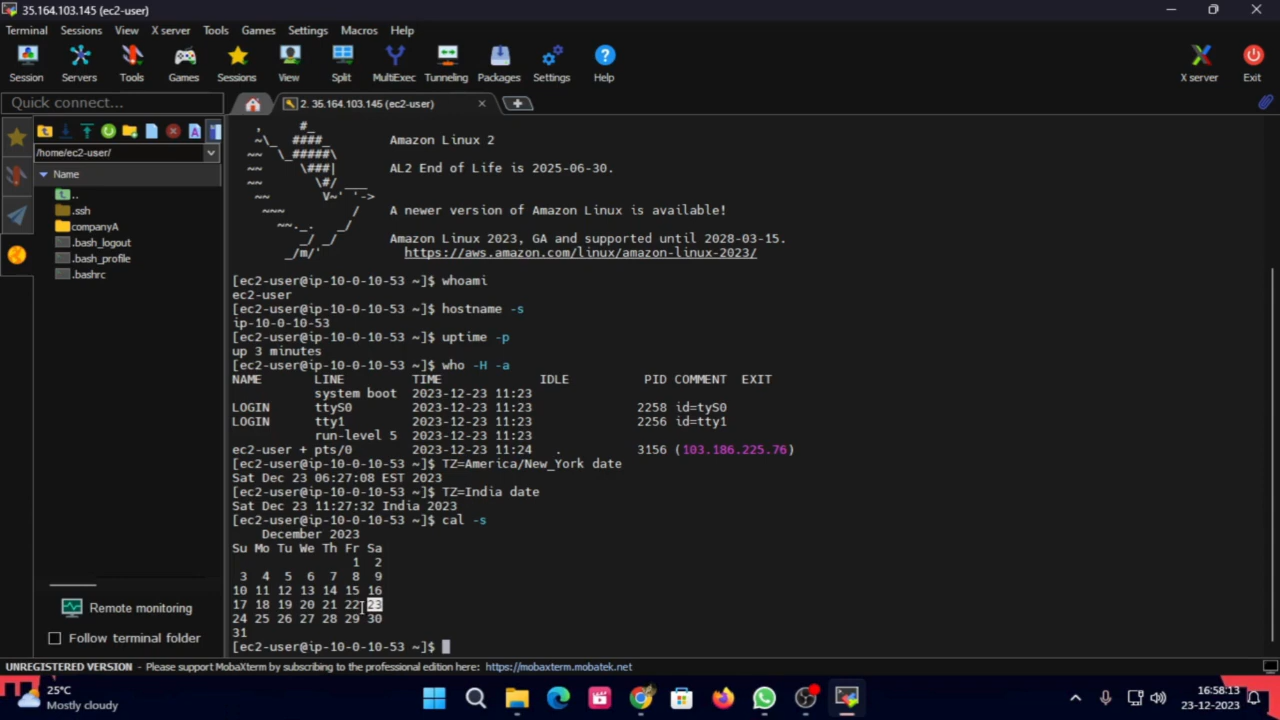 35.164.103.145 (ec2-user)
Terminal Sessions View X server Tools Games Settings Macros Help
Session Servers Tools Games Sessions View Split MultiExec Tunneling Packages Settings Help X server Exit
Quick connect...
2. 35.164.103.145 (ec2-user)
/home/ec2-user/
Name
..
.ssh
companyA
.bash_logout
.bash_profile
.bashrc
Remote monitoring
Follow terminal folder
, #_
~\_ ####_ Amazon Linux 2
~~ \_#####\
~~ \###| AL2 End of Life is 2025-06-30.
~~ \#/ ___
~~ V~' '->
~~~ / A newer version of Amazon Linux is available!
~~._. _/
_/ _/ Amazon Linux 2023, GA and supported until 2028-03-15.
_/m/' https://aws.amazon.com/linux/amazon-linux-2023/
[ec2-user@ip-10-0-10-53 ~]$ whoami
ec2-user
[ec2-user@ip-10-0-10-53 ~]$ hostname -s
ip-10-0-10-53
[ec2-user@ip-10-0-10-53 ~]$ uptime -p
up 3 minutes
[ec2-user@ip-10-0-10-53 ~]$ who -H -a
NAME LINE TIME IDLE PID COMMENT EXIT
system boot 2023-12-23 11:23
LOGIN ttyS0 2023-12-23 11:23 2258 id=tyS0
LOGIN tty1 2023-12-23 11:23 2256 id=tty1
run-level 5 2023-12-23 11:23
ec2-user + pts/0 2023-12-23 11:24 . 3156 (103.186.225.76)
[ec2-user@ip-10-0-10-53 ~]$ TZ=America/New_York date
Sat Dec 23 06:27:08 EST 2023
[ec2-user@ip-10-0-10-53 ~]$ TZ=India date
Sat Dec 23 11:27:32 India 2023
[ec2-user@ip-10-0-10-53 ~]$ cal -s
December 2023
Su Mo Tu We Th Fr Sa
1 2
3 4 5 6 7 8 9
10 11 12 13 14 15 16
17 18 19 20 21 22 23
24 25 26 27 28 29 30
31
[ec2-user@ip-10-0-10-53 ~]$
UNREGISTERED VERSION - Please support MobaXterm by subscribing to the professional edition here: https://mobaxterm.mobatek.net
25°C
Mostly cloudy
16:58:13
23-12-2023